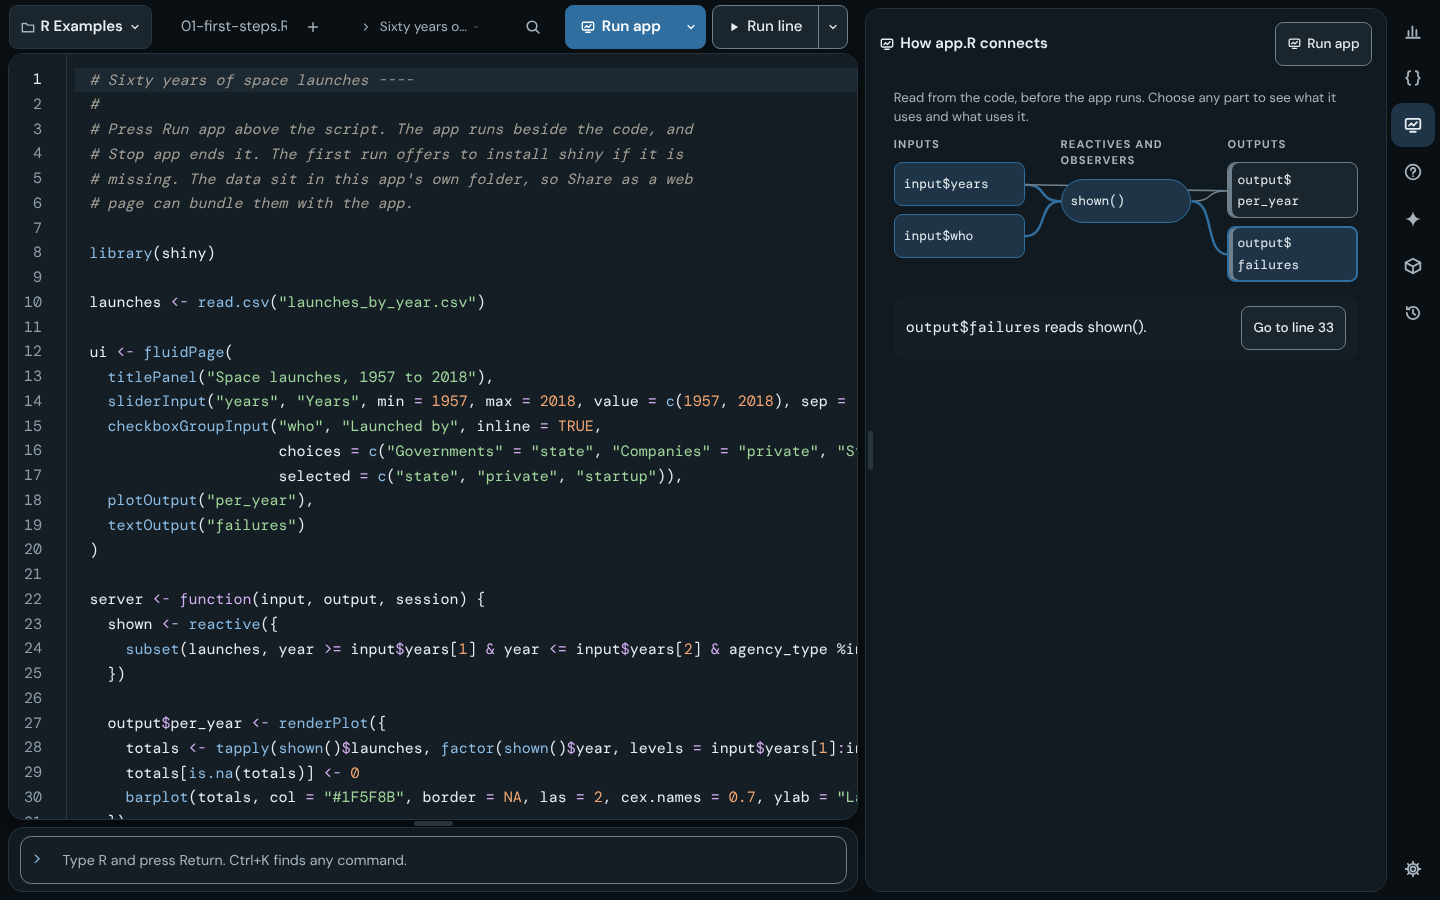 R Examples
01-first-steps.R
Sixty years o...
Run app
Run line
1 # Sixty years of space launches ----
2 #
3 # Press Run app above the script. The app runs beside the code, and
4 # Stop app ends it. The first run offers to install shiny if it is
5 # missing. The data sit in this app's own folder, so Share as a web
6 # page can bundle them with the app.
7
8 library(shiny)
9
10 launches <- read.csv("launches_by_year.csv")
11
12 ui <- fluidPage(
13 titlePanel("Space launches, 1957 to 2018"),
14 sliderInput("years", "Years", min = 1957, max = 2018, value = c(1957, 2018), sep =
15 checkboxGroupInput("who", "Launched by", inline = TRUE,
16 choices = c("Governments" = "state", "Companies" = "private", "St
17 selected = c("state", "private", "startup")),
18 plotOutput("per_year"),
19 textOutput("failures")
20 )
21
22 server <- function(input, output, session) {
23 shown <- reactive({
24 subset(launches, year >= input$years[1] & year <= input$years[2] & agency_type %in
25 })
26
27 output$per_year <- renderPlot({
28 totals <- tapply(shown()$launches, factor(shown()$year, levels = input$years[1]:in
29 totals[is.na(totals)] <- 0
30 barplot(totals, col = "#1F5F8B", border = NA, las = 2, cex.names = 0.7, ylab = "La
31 })
Type R and press Return. Ctrl+K finds any command.
How app.R connects
Run app
Read from the code, before the app runs. Choose any part to see what it
uses and what uses it.
INPUTS
REACTIVES AND
OBSERVERS
OUTPUTS
input$years
input$who
shown()
output$
per_year
output$
failures
output$failures reads shown().
Go to line 33